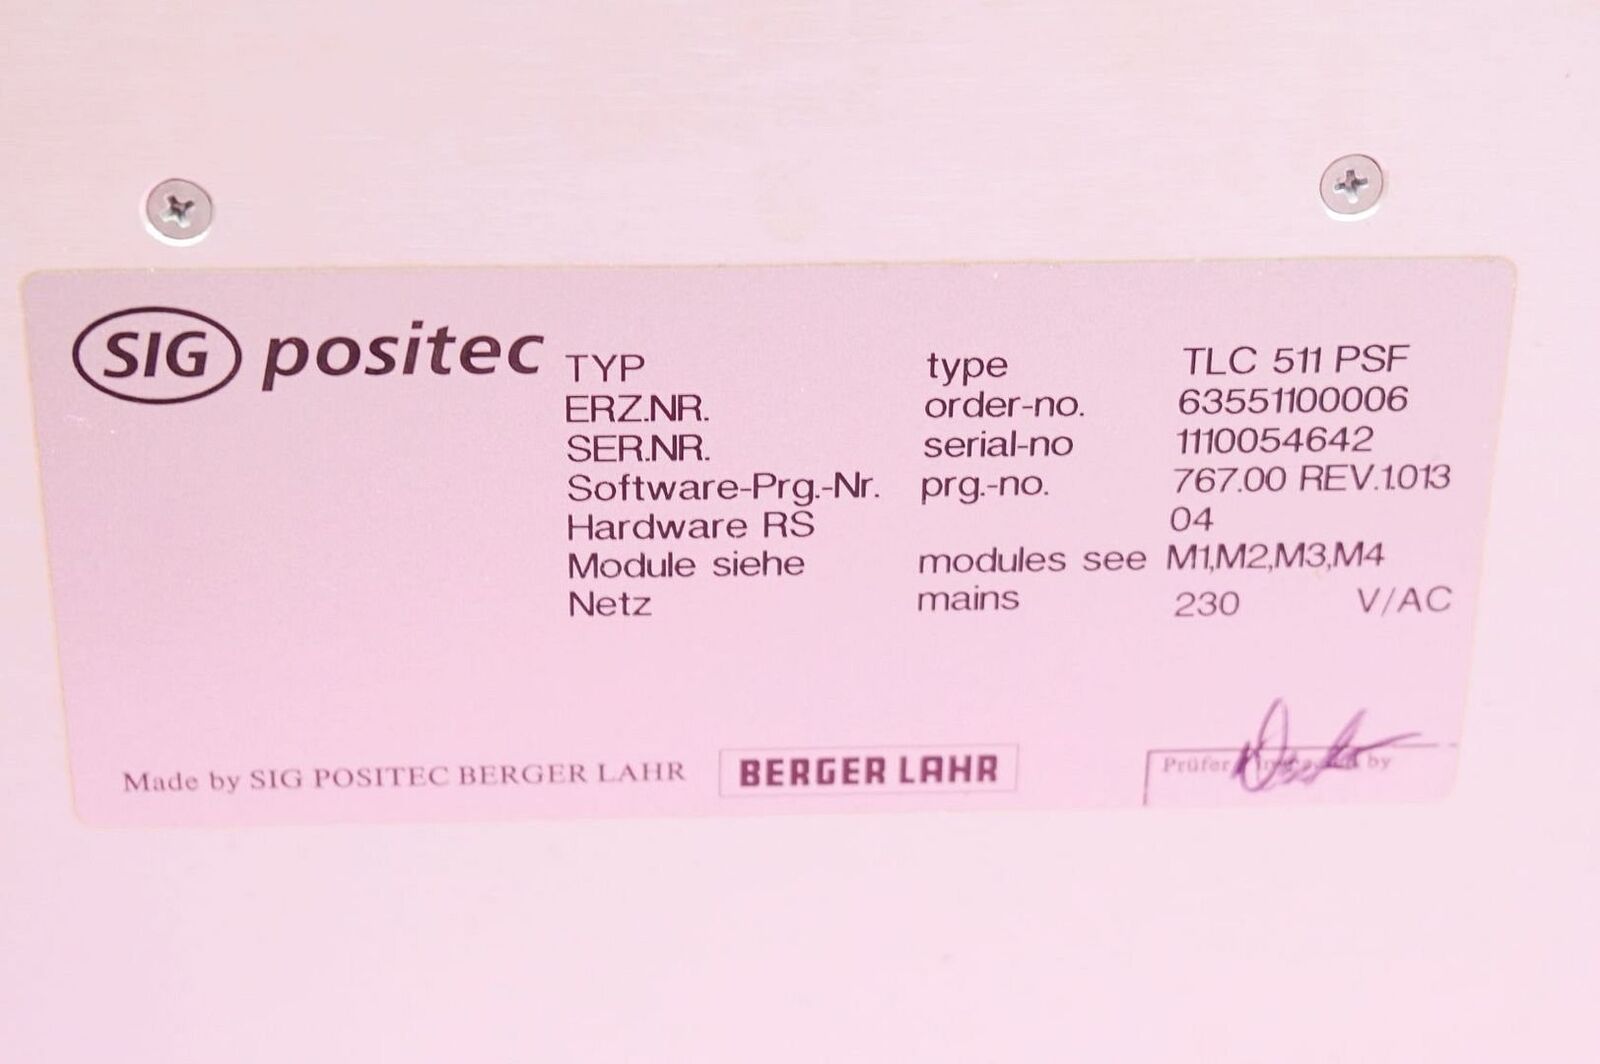 SIG positec
TYP type TLC 511 PSF
ERZ.NR. order-no. 63551100006
SER.NR. serial-no 1110054642
Software-Prg.-Nr. prg.-no. 767.00 REV.1.013
Hardware RS 04
Module siehe modules see M1,M2,M3,M4
Netz mains 230 V/AC
Made by SIG POSITEC BERGER LAHR BERGER LAHR
Prüfer by